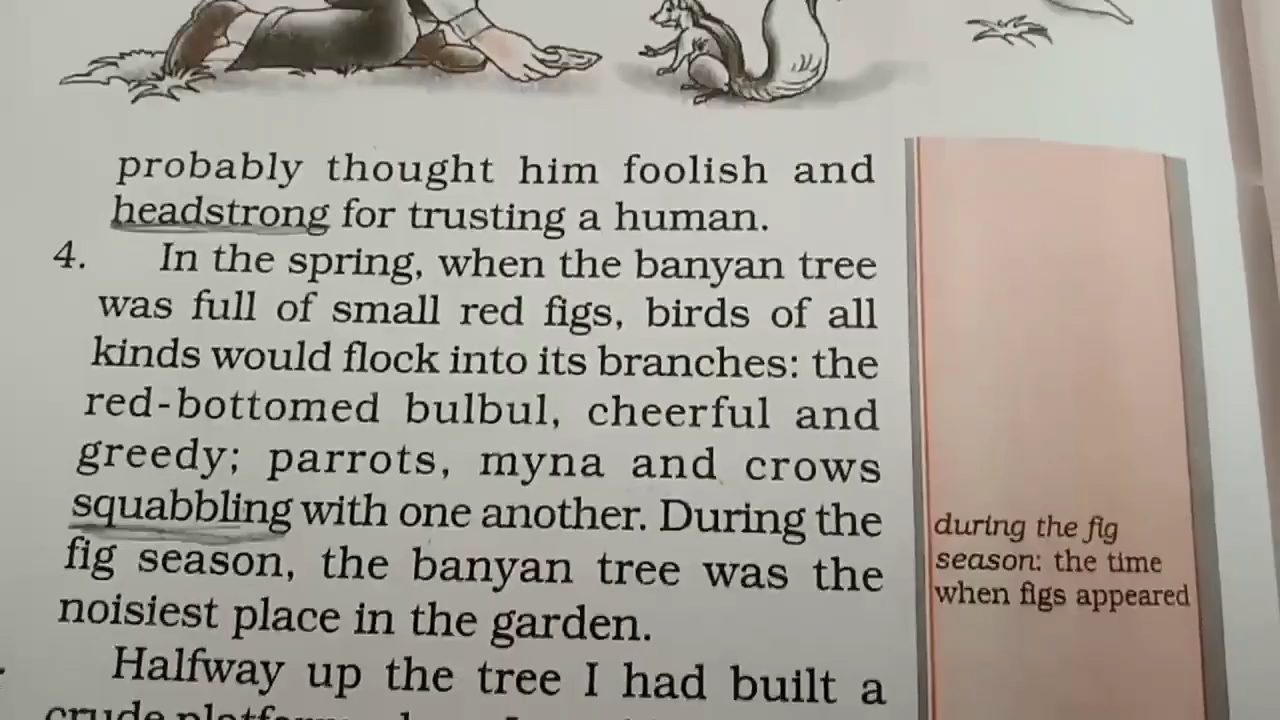 probably thought him foolish and
headstrong for trusting a human.
4. In the spring, when the banyan tree
was full of small red figs, birds of all
kinds would flock into its branches: the
red-bottomed bulbul, cheerful and
greedy; parrots, myna and crows
squabbling with one another. During the
fig season, the banyan tree was the
noisiest place in the garden.
Halfway up the tree I had built a
crude
during the fig
season: the time
when figs appeared